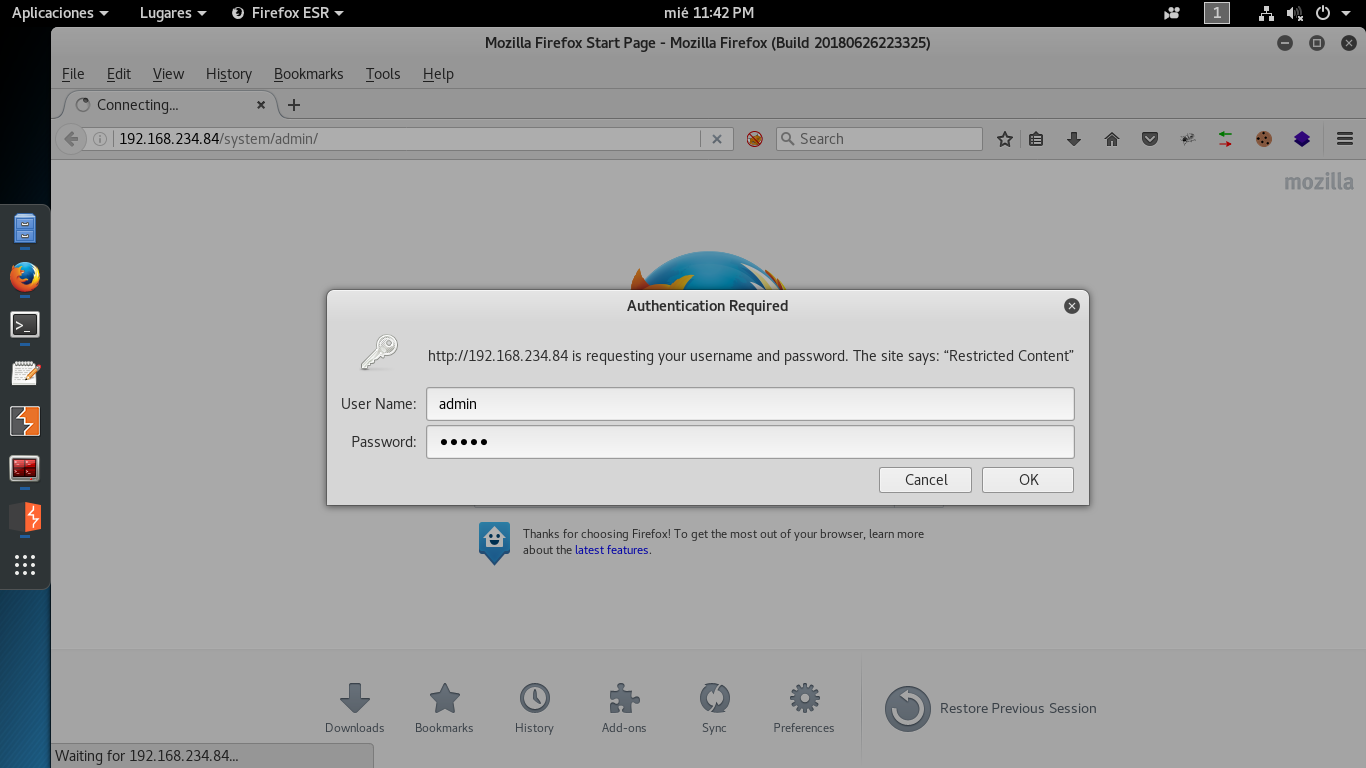 Aplicaciones Lugares Firefox ESR mié 11:42 PM 1
Mozilla Firefox Start Page - Mozilla Firefox (Build 20180626223325)
File Edit View History Bookmarks Tools Help
Connecting...
192.168.234.84/system/admin/ Search
mozilla
Authentication Required
http://192.168.234.84 is requesting your username and password. The site says: “Restricted Content”
User Name: admin
Password: •••••
Cancel OK
Thanks for choosing Firefox! To get the most out of your browser, learn more
about the latest features.
Downloads Bookmarks History Add-ons Sync Preferences Restore Previous Session
Waiting for 192.168.234.84...